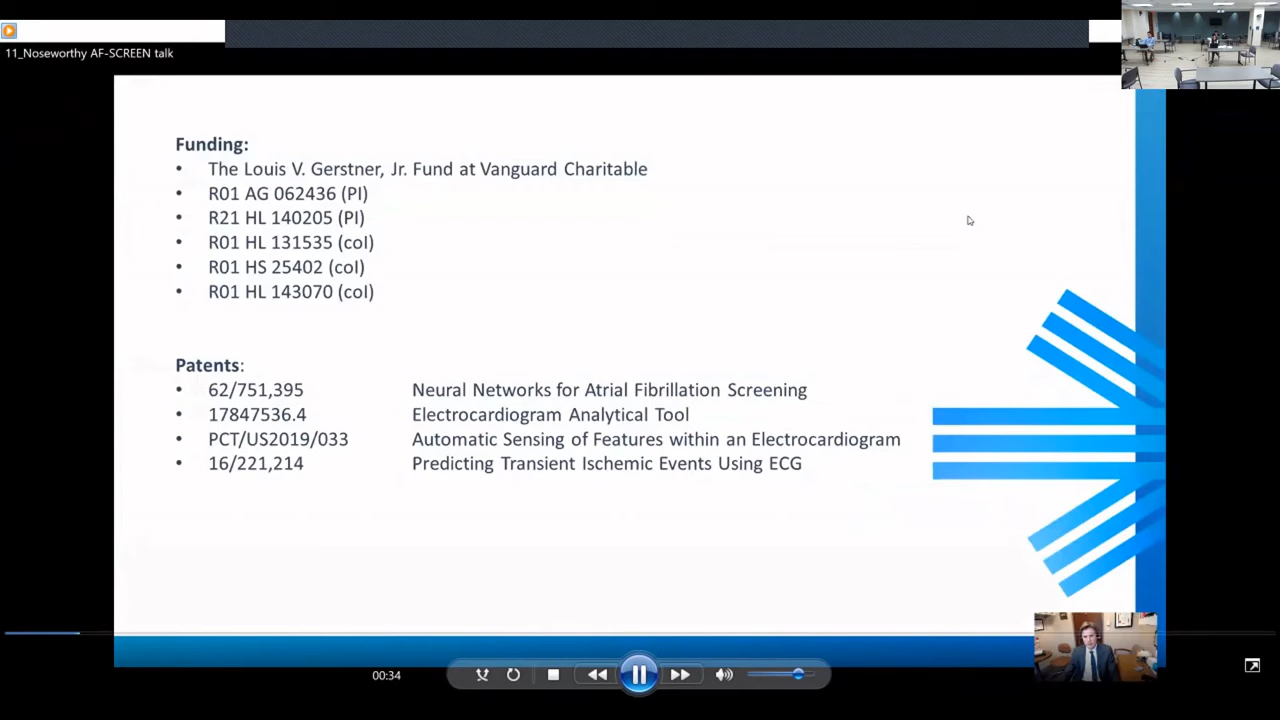 11_Noseworthy AF-SCREEN talk
Funding:
• The Louis V. Gerstner, Jr. Fund at Vanguard Charitable
• R01 AG 062436 (PI)
• R21 HL 140205 (PI)
• R01 HL 131535 (coI)
• R01 HS 25402 (coI)
• R01 HL 143070 (coI)
Patents:
• 62/751,395 Neural Networks for Atrial Fibrillation Screening
• 17847536.4 Electrocardiogram Analytical Tool
• PCT/US2019/033 Automatic Sensing of Features within an Electrocardiogram
• 16/221,214 Predicting Transient Ischemic Events Using ECG
00:34